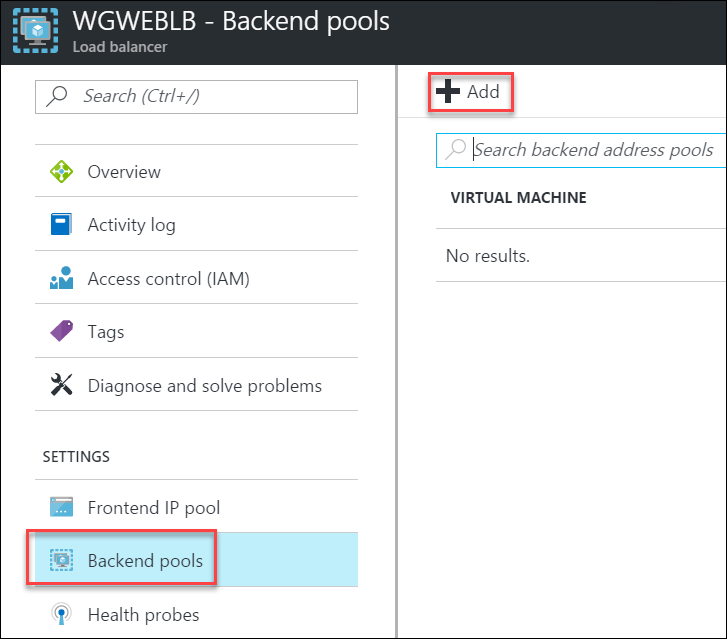 WGWEBLB - Backend pools
Load balancer
Search (Ctrl+/)
Overview
Activity log
Access control (IAM)
Tags
Diagnose and solve problems
SETTINGS
Frontend IP pool
Backend pools
Health probes
Add
Search backend address pools
VIRTUAL MACHINE
No results.